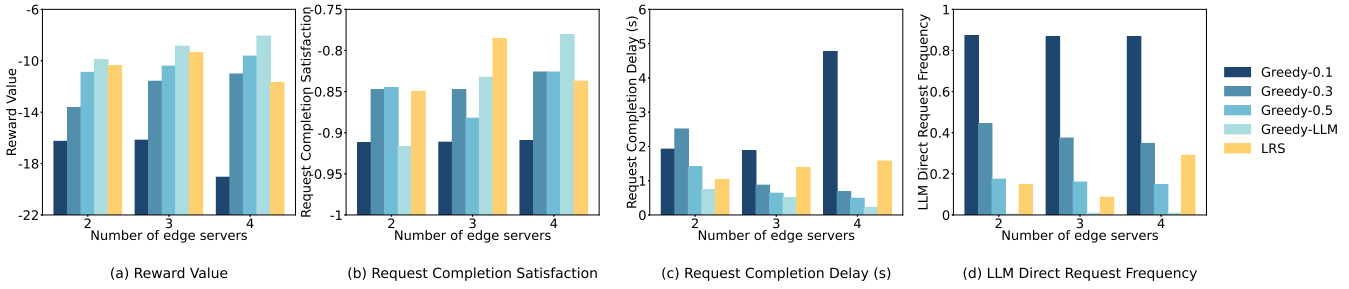 -6
-10
-14
-18
-22
Reward Value
2 3 4
Number of edge servers
(a) Reward Value
-0.75
-0.8
-0.85
-0.9
-0.95
-1
Request Completion Satisfaction
2 3 4
Number of edge servers
(b) Request Completion Satisfaction
6
5
4
3
2
1
0
Request Completion Delay (s)
2 3 4
Number of edge servers
(c) Request Completion Delay (s)
1
0.8
0.6
0.4
0.2
0
LLM Direct Request Frequency
2 3 4
Number of edge servers
(d) LLM Direct Request Frequency
Greedy-0.1
Greedy-0.3
Greedy-0.5
Greedy-LLM
LRS